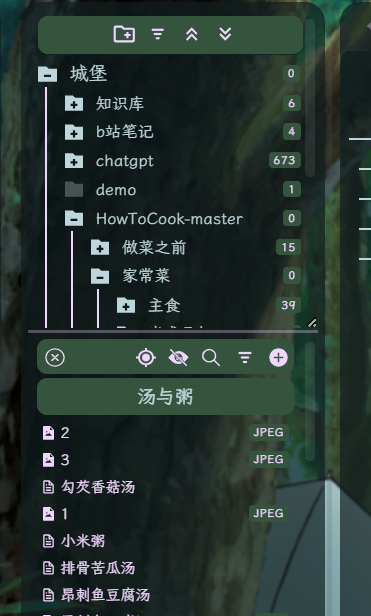 城堡 0
知识库 6
b站笔记 4
chatgpt 673
demo 1
HowToCook-master 0
做菜之前 15
家常菜 0
主食 39
汤与粥
2 JPEG
3 JPEG
勾芡香菇汤
1 JPEG
小米粥
排骨苦瓜汤
昂刺鱼豆腐汤